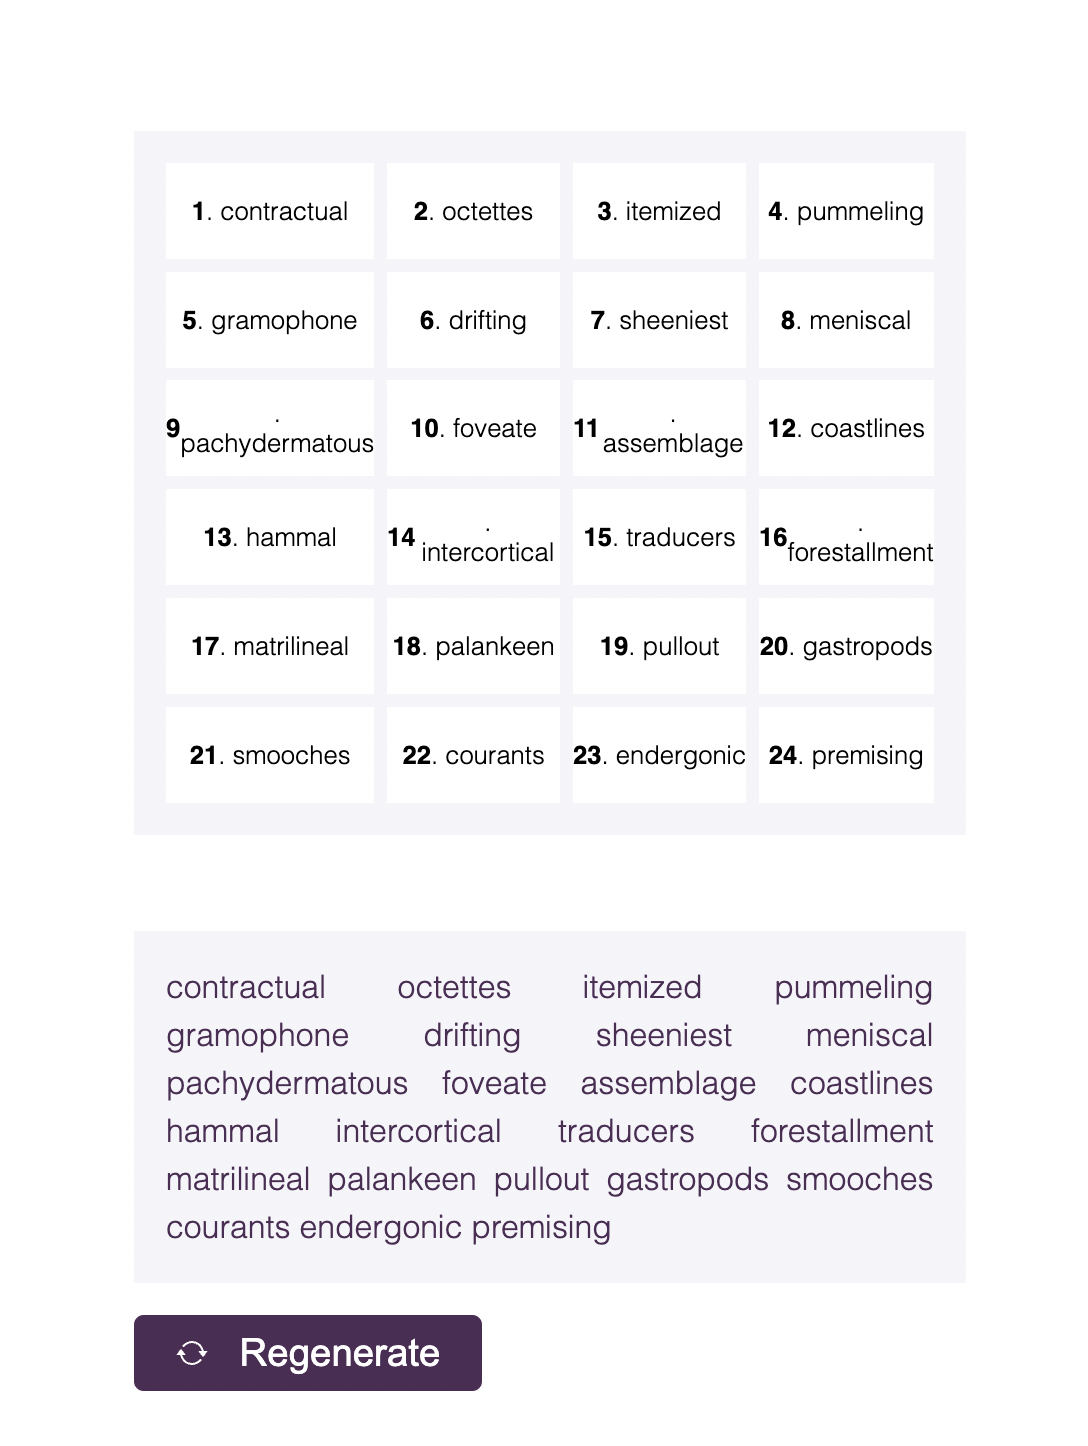 1. contractual
2. octettes
3. itemized
4. pummeling
5. gramophone
6. drifting
7. sheeniest
8. meniscal
9. pachydermatous
10. foveate
11. assemblage
12. coastlines
13. hammal
14. intercortical
15. traducers
16. forestallment
17. matrilineal
18. palankeen
19. pullout
20. gastropods
21. smooches
22. courants
23. endergonic
24. premising
contractual octettes itemized pummeling
gramophone drifting sheeniest meniscal
pachydermatous foveate assemblage coastlines
hammal intercortical traducers forestallment
matrilineal palankeen pullout gastropods smooches
courants endergonic premising
Regenerate